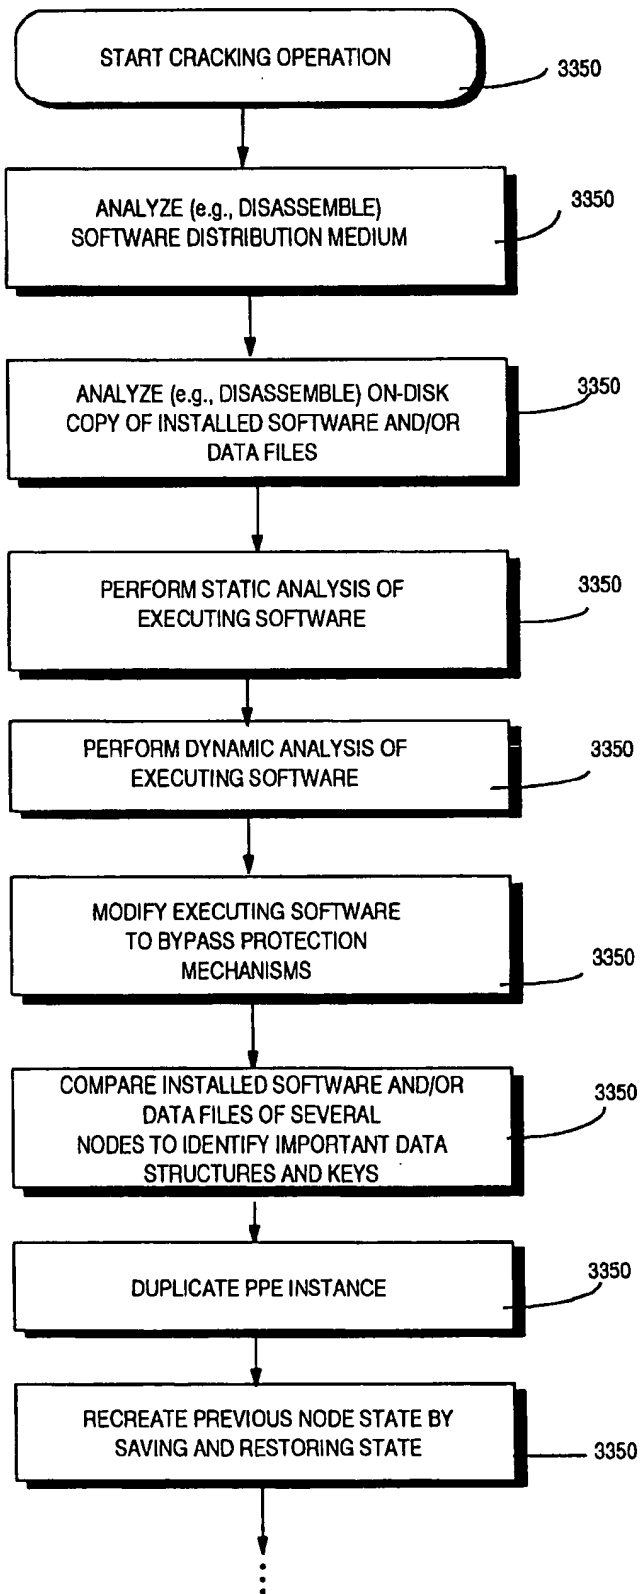 START CRACKING OPERATION
3350
ANALYZE (e.g., DISASSEMBLE)
SOFTWARE DISTRIBUTION MEDIUM
3350
ANALYZE (e.g., DISASSEMBLE) ON-DISK
COPY OF INSTALLED SOFTWARE AND/OR
DATA FILES
3350
PERFORM STATIC ANALYSIS OF
EXECUTING SOFTWARE
3350
PERFORM DYNAMIC ANALYSIS OF
EXECUTING SOFTWARE
3350
MODIFY EXECUTING SOFTWARE
TO BYPASS PROTECTION
MECHANISMS
3350
COMPARE INSTALLED SOFTWARE AND/OR
DATA FILES OF SEVERAL
NODES TO IDENTIFY IMPORTANT DATA
STRUCTURES AND KEYS
3350
DUPLICATE PPE INSTANCE
3350
RECREATE PREVIOUS NODE STATE BY
SAVING AND RESTORING STATE
3350